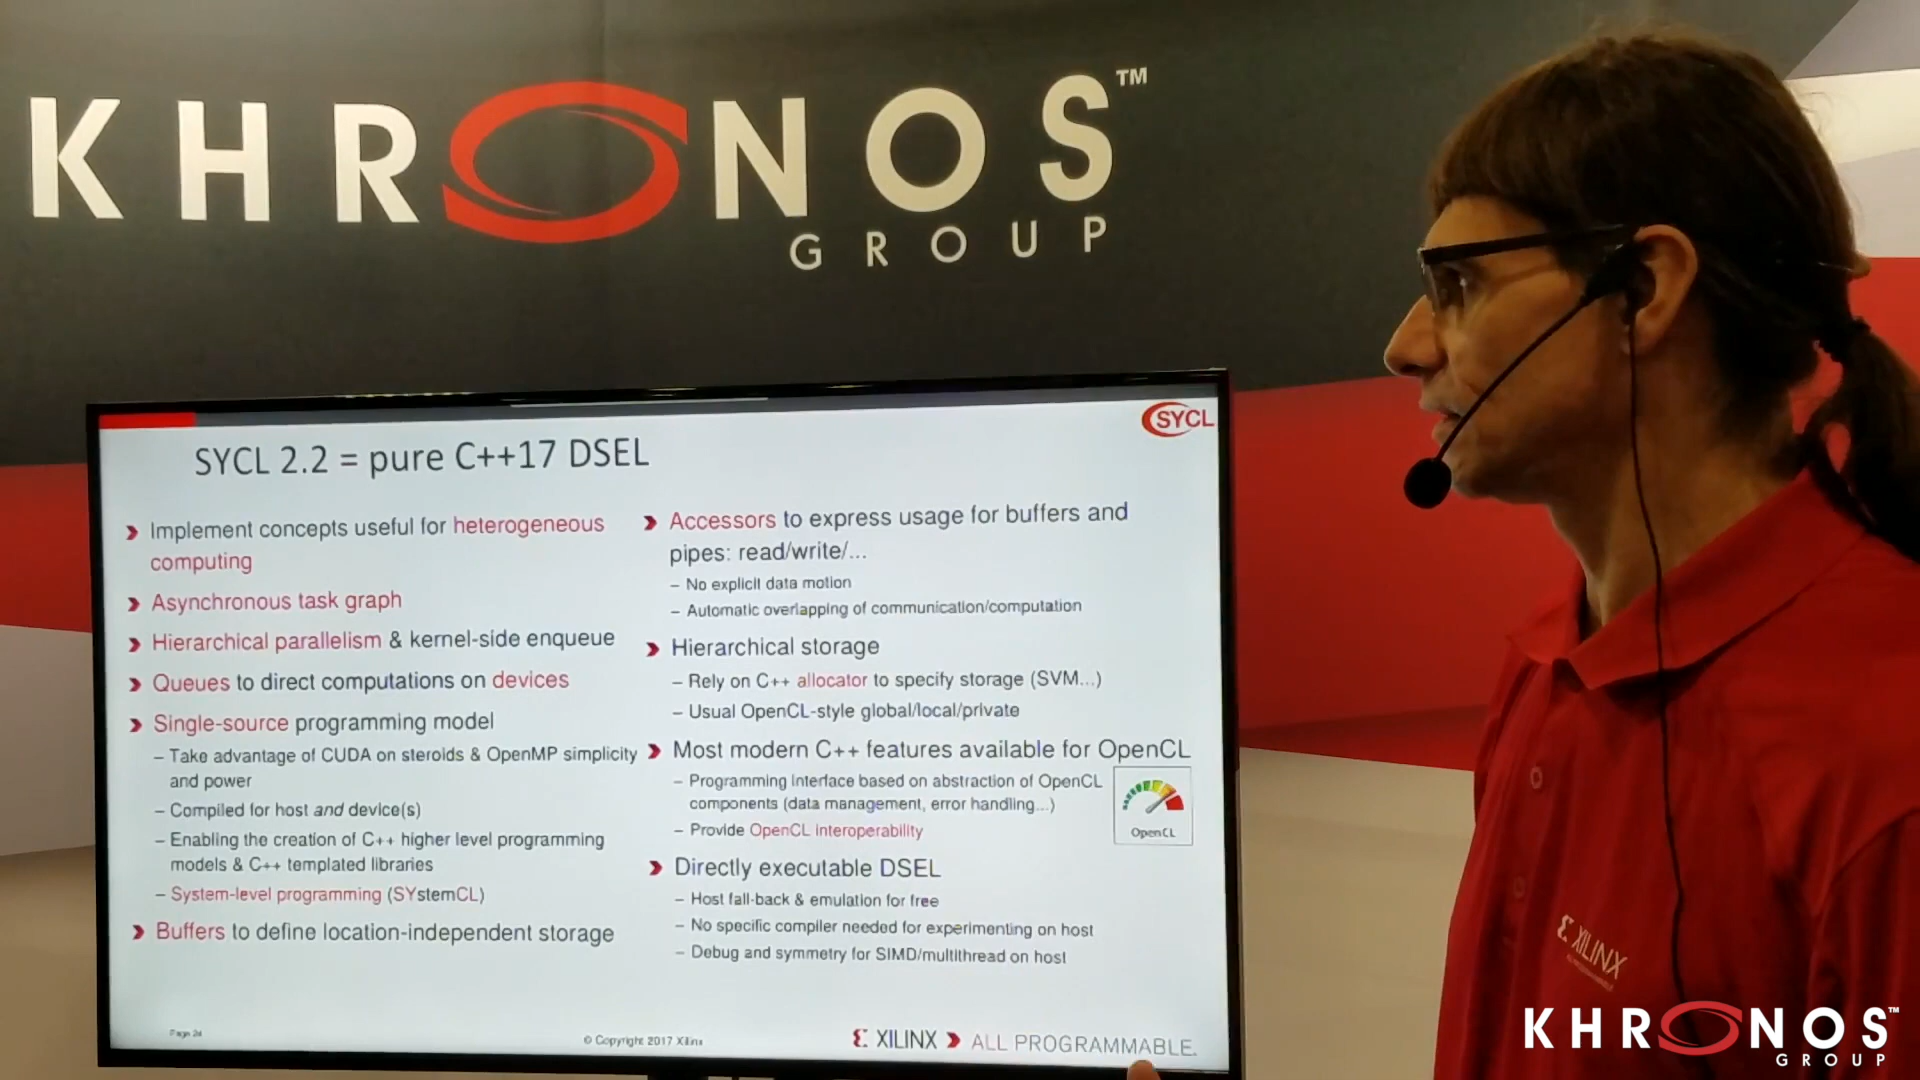 KHRONOS™
GROUP
SYCL
SYCL 2.2 = pure C++17 DSEL
Implement concepts useful for heterogeneous
computing
Asynchronous task graph
Hierarchical parallelism & kernel-side enqueue
Queues to direct computations on devices
Single-source programming model
– Take advantage of CUDA on steroids & OpenMP simplicity
and power
– Compiled for host and device(s)
– Enabling the creation of C++ higher level programming
models & C++ templated libraries
– System-level programming (SYstemCL)
Buffers to define location-independent storage
Accessors to express usage for buffers and
pipes: read/write/...
– No explicit data motion
– Automatic overlapping of communication/computation
Hierarchical storage
– Rely on C++ allocator to specify storage (SVM...)
– Usual OpenCL-style global/local/private
Most modern C++ features available for OpenCL
– Programming interface based on abstraction of OpenCL
components (data management, error handling...)
– Provide OpenCL interoperability
OpenCL
Directly executable DSEL
– Host fall-back & emulation for free
– No specific compiler needed for experimenting on host
– Debug and symmetry for SIMD/multithread on host
Page
© Copyright 2017 Xilinx
XILINX ALL PROGRAMMABLE.
XILINX
KHRONOS™
GROUP